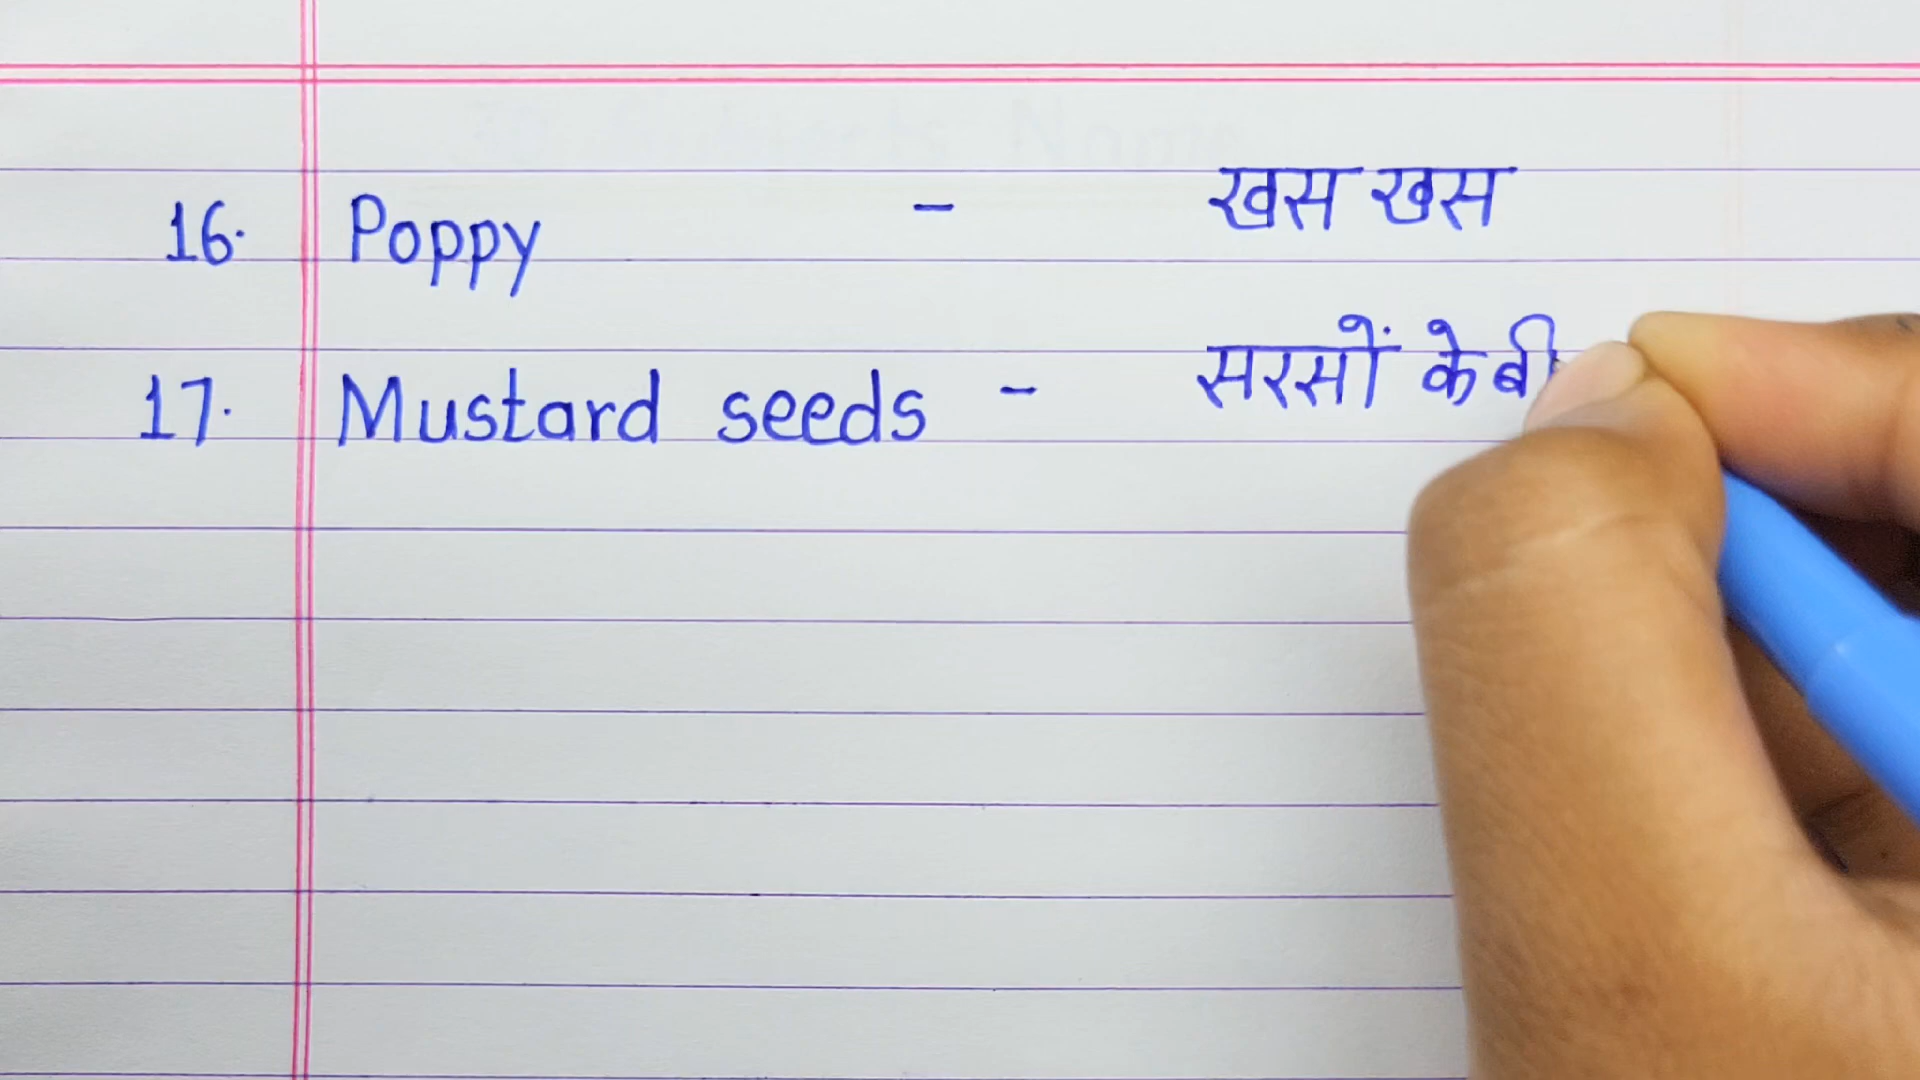 16. Poppy - खस खस
17. Mustard seeds - सरसों के बी